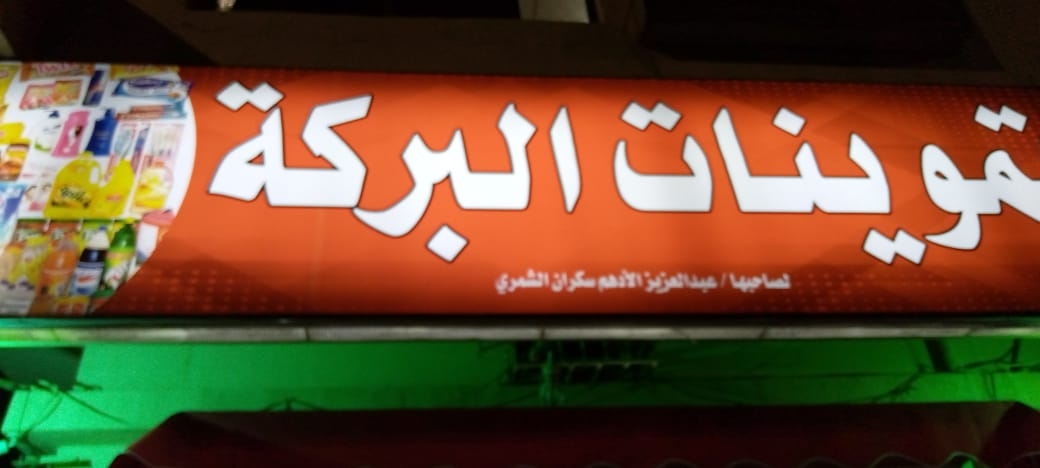 تموينات البركة
لصاحبها / عبدالعزيز الأدهم سكران الشمري